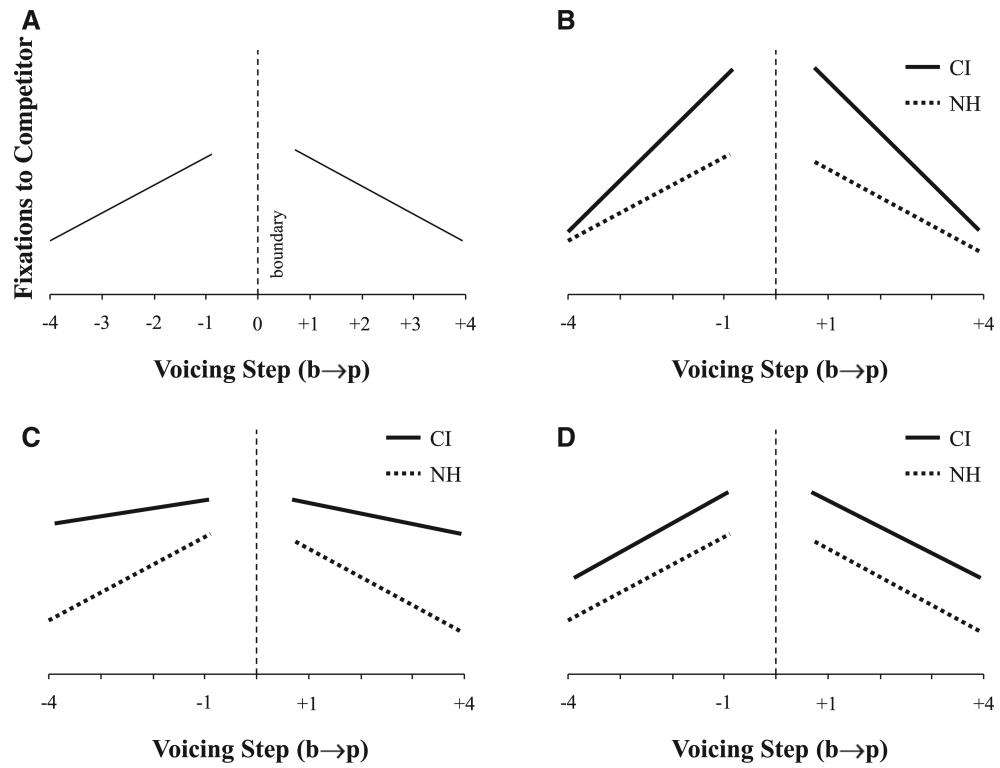 A
Fixations to Competitor
boundary
-4 -3 -2 -1 0 +1 +2 +3 +4
Voicing Step (b→p)
B
CI
NH
-4 -1 +1 +4
Voicing Step (b→p)
C
CI
NH
-4 -1 +1 +4
Voicing Step (b→p)
D
CI
NH
-4 -1 +1 +4
Voicing Step (b→p)